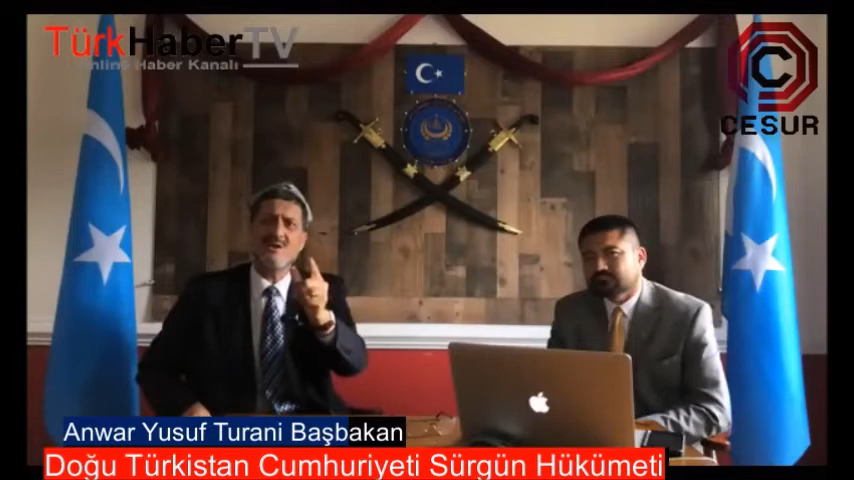 TürkHaberTV
Online Haber Kanalı
CESUR
Anwar Yusuf Turani Başbakan
Doğu Türkistan Cumhuriyeti Sürgün Hükümeti